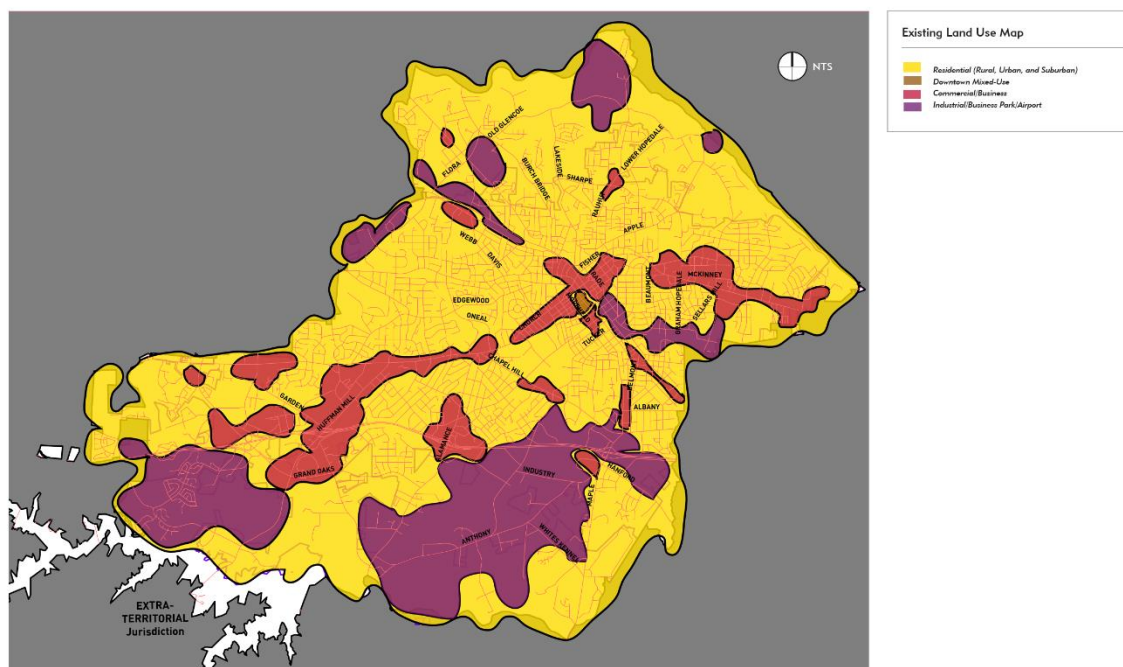 Existing Land Use Map
Residential (Rural, Urban, and Suburban)
Downtown Mixed-Use
Commercial/Business
Industrial/Business Park/Airport
NTS
OLD GLENCOE
FLORA
BURCH BRIDGE
LAKESIDE
SHARPE
LOWER HOPEDALE
RAUHUT
APPLE
WEBB
DAVIS
FISHER
BEAUMONT
GRAHAM HOPEDALE
MCKINNEY
SELLARS MILL
EDGEWOOD
ONEAL
CHURCH
TUCKER
CHAPEL HILL
BELMONT
ALBANY
GARDEN
HUFFMAN MILL
ALAMANCE
GRAND OAKS
INDUSTRY
HANFORD
MAPLE
ANTHONY
WHITES KENNEL
EXTRA-
TERRITORIAL
Jurisdiction